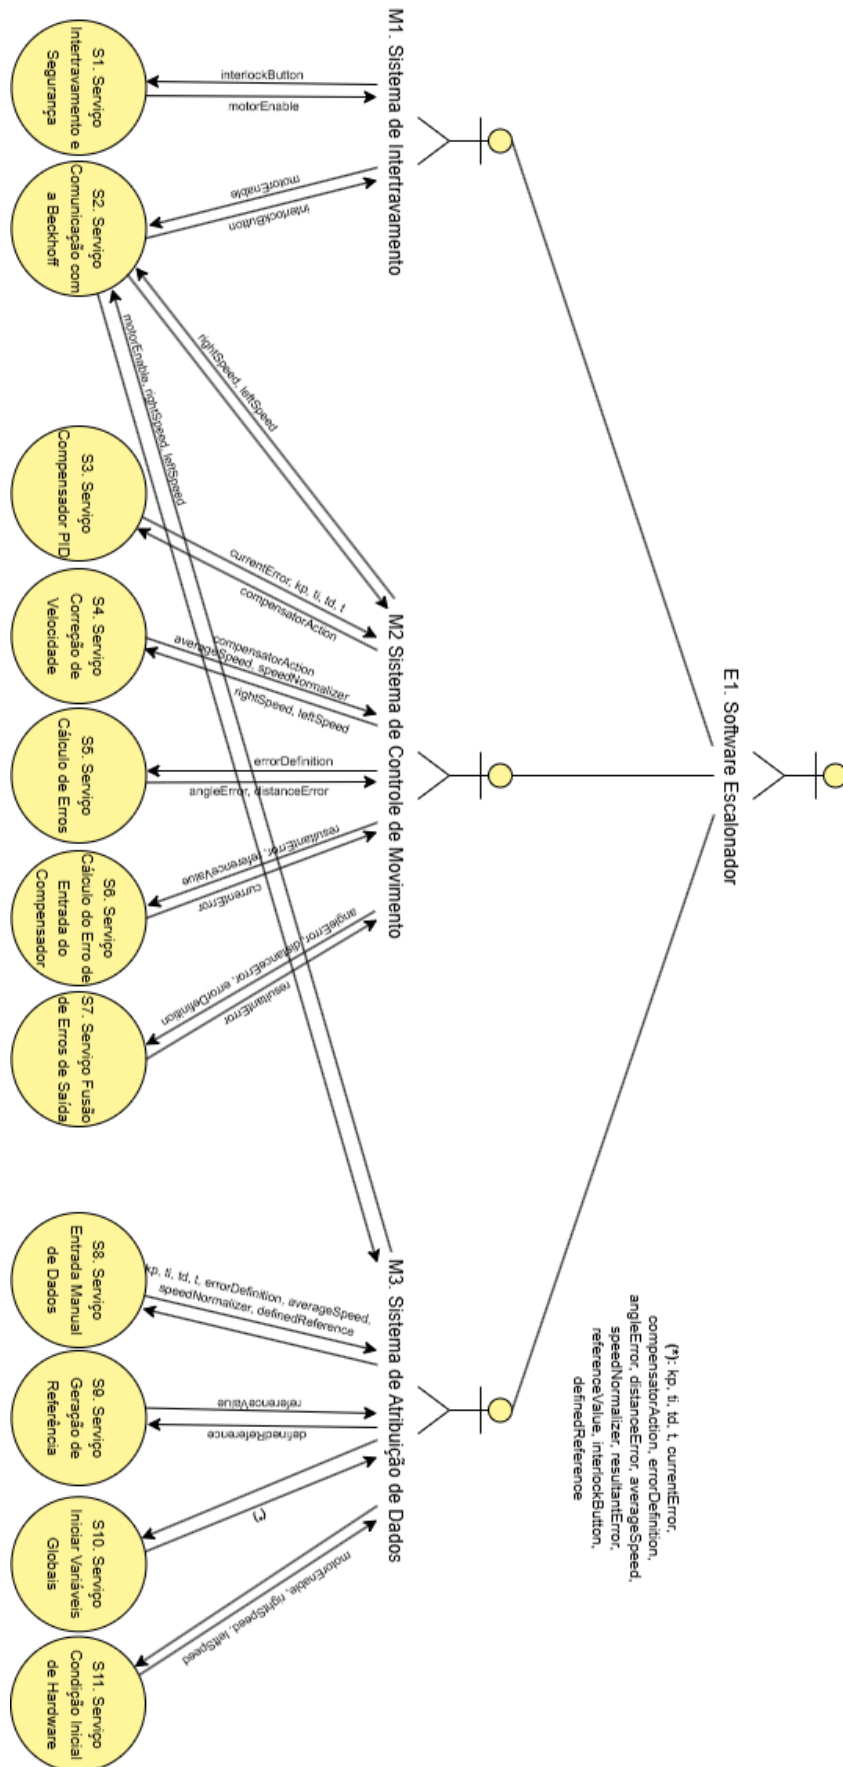 E1. Software Escalonador
(*): kp, ti, td, t, currentError,
compensatorAction, errorDefinition,
angleError, distanceError, averageSpeed,
speedNormalizer, resultantError,
referenceValue, interlockButton,
definedReference
M1. Sistema de Intertravamento
M2 Sistema de Controle de Movimento
M3. Sistema de Atribuição de Dados
interlockButton
motorEnable
motorEnable
interlockButton
rightSpeed, leftSpeed
motorEnable, rightSpeed, leftSpeed
currentError, kp, ti, td, t
compensatorAction
compensatorAction
averageSpeed, speedNormalizer
rightSpeed, leftSpeed
errorDefinition
angleError, distanceError
resultantError, referenceValue
currentError
angleError, distanceError, errorDefinition
resultantError
kp, ti, td, t, errorDefinition, averageSpeed,
speedNormalizer, definedReference
referenceValue
definedReference
(*)
motorEnable, rightSpeed, leftSpeed
S1. Serviço
Intertravamento e
Segurança
S2. Serviço
Comunicação com
a Beckhoff
S3. Serviço
Compensador PID
S4. Serviço
Correção de
Velocidade
S5. Serviço
Cálculo de Erros
S6. Serviço
Cálculo do Erro de
Entrada do
Compensador
S7. Serviço Fusão
de Erros de Saída
S8. Serviço
Entrada Manual
de Dados
S9. Serviço
Geração de
Referência
S10. Serviço
Iniciar Variáveis
Globais
S11. Serviço
Condição Inicial
de Hardware